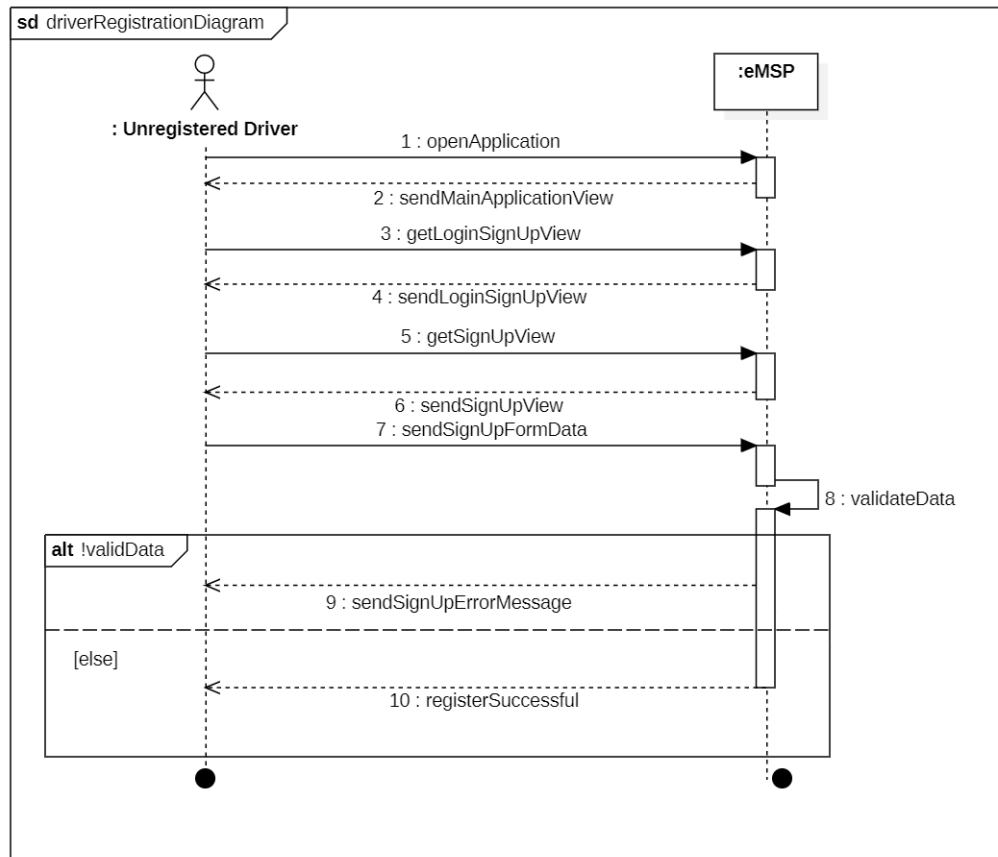 sd driverRegistrationDiagram
:eMSP
: Unregistered Driver
1 : openApplication
2 : sendMainApplicationView
3 : getLoginSignUpView
4 : sendLoginSignUpView
5 : getSignUpView
6 : sendSignUpView
7 : sendSignUpFormData
8 : validateData
alt !validData
9 : sendSignUpErrorMessage
[else]
10 : registerSuccessful